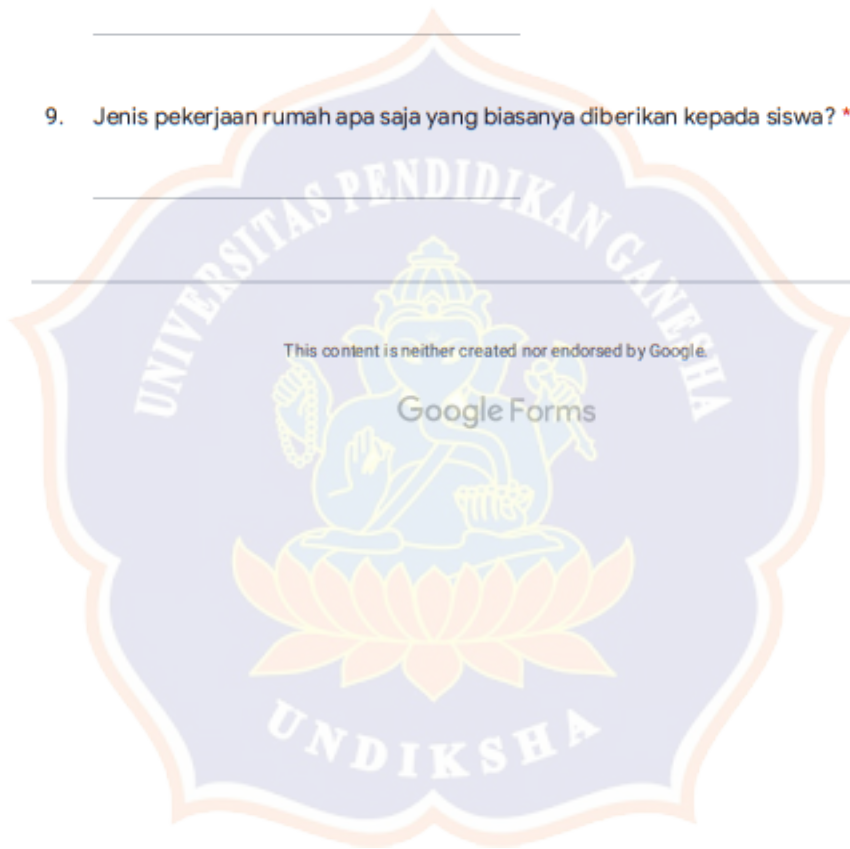 9. Jenis pekerjaan rumah apa saja yang biasanya diberikan kepada siswa? *
UNIVERSITAS PENDIDIKAN GANESHA
This content is neither created nor endorsed by Google.
Google Forms
UNDIKSHA